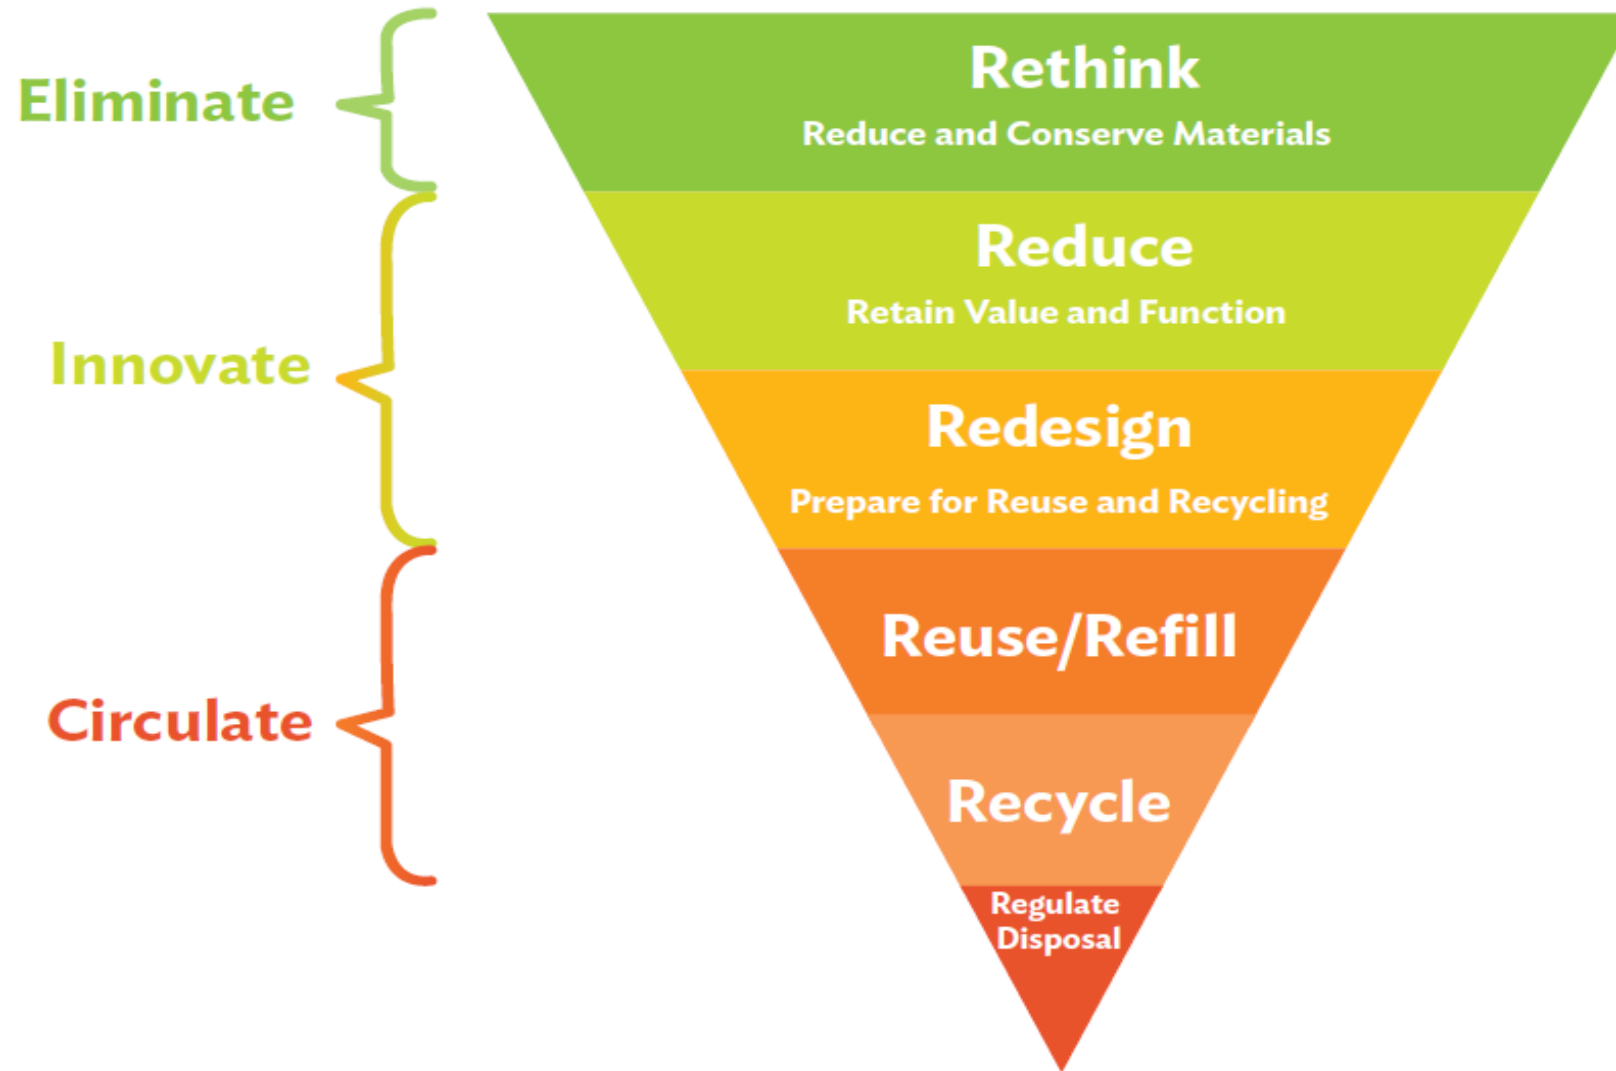 Eliminate
Rethink
Reduce and Conserve Materials
Innovate
Reduce
Retain Value and Function
Redesign
Prepare for Reuse and Recycling
Circulate
Reuse/Refill
Recycle
Regulate
Disposal